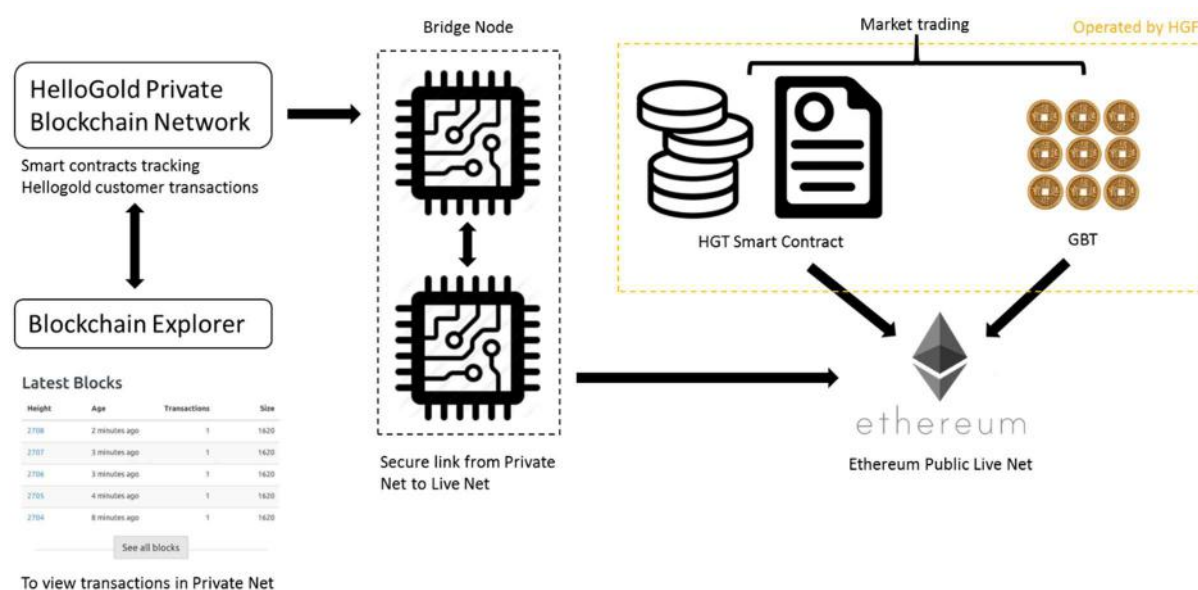 Bridge Node
Market trading
Operated by HGF
HelloGold Private
Blockchain Network
Smart contracts tracking
Hellogold customer transactions
HGT Smart Contract
GBT
Blockchain Explorer
Latest Blocks
Height Age Transactions Size
2708 2 minutes ago 1 1620
2707 3 minutes ago 1 1620
2706 3 minutes ago 1 1620
2705 4 minutes ago 1 1620
2704 8 minutes ago 1 1620
See all blocks
To view transactions in Private Net
Secure link from Private
Net to Live Net
ethereum
Ethereum Public Live Net